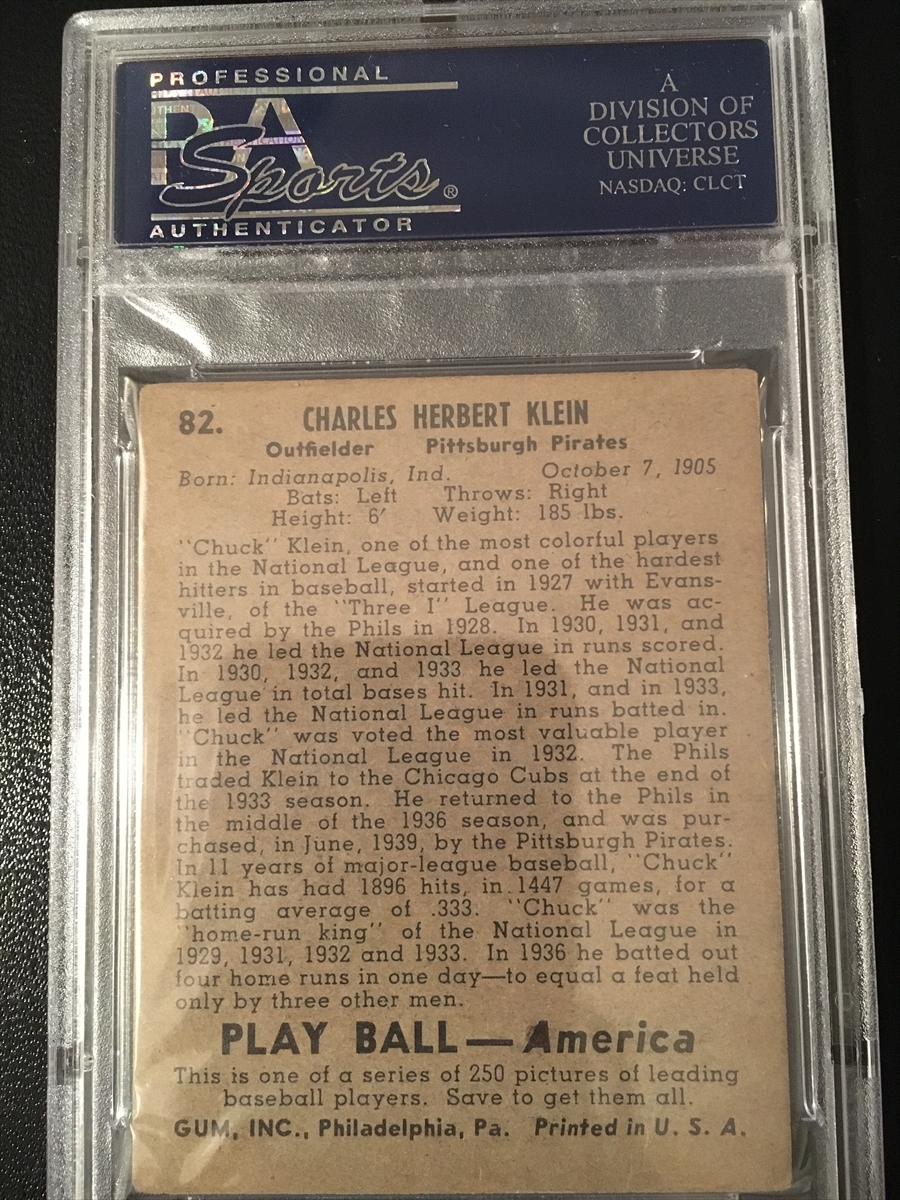 PROFESSIONAL
PSA
Sports®
AUTHENTICATOR
A
DIVISION OF
COLLECTORS
UNIVERSE
NASDAQ: CLCT
82. CHARLES HERBERT KLEIN
Outfielder Pittsburgh Pirates
Born: Indianapolis, Ind. October 7, 1905
Bats: Left Throws: Right
Height: 6′ Weight: 185 lbs.
"Chuck" Klein, one of the most colorful players
in the National League, and one of the hardest
hitters in baseball, started in 1927 with Evans-
ville, of the "Three I" League. He was ac-
quired by the Phils in 1928. In 1930, 1931, and
1932 he led the National League in runs scored.
In 1930, 1932, and 1933 he led the National
League in total bases hit. In 1931, and in 1933,
he led the National League in runs batted in.
"Chuck" was voted the most valuable player
in the National League in 1932. The Phils
traded Klein to the Chicago Cubs at the end of
the 1933 season. He returned to the Phils in
the middle of the 1936 season, and was pur-
chased, in June, 1939, by the Pittsburgh Pirates.
In 11 years of major-league baseball, "Chuck"
Klein has had 1896 hits, in 1447 games, for a
batting average of .333. "Chuck" was the
"home-run king" of the National League in
1929, 1931, 1932 and 1933. In 1936 he batted out
four home runs in one day—to equal a feat held
only by three other men.
PLAY BALL — America
This is one of a series of 250 pictures of leading
baseball players. Save to get them all.
GUM, INC., Philadelphia, Pa. Printed in U. S. A.